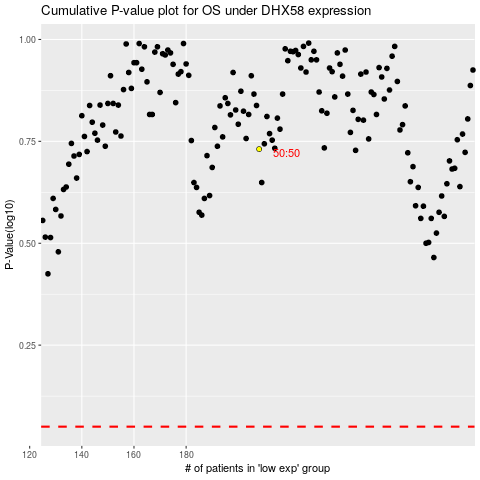 Cumulative P-value plot for OS under DHX58 expression
P-Value(log10)
1.00
0.75
0.50
0.25
50:50
120 140 160 180
# of patients in 'low exp' group